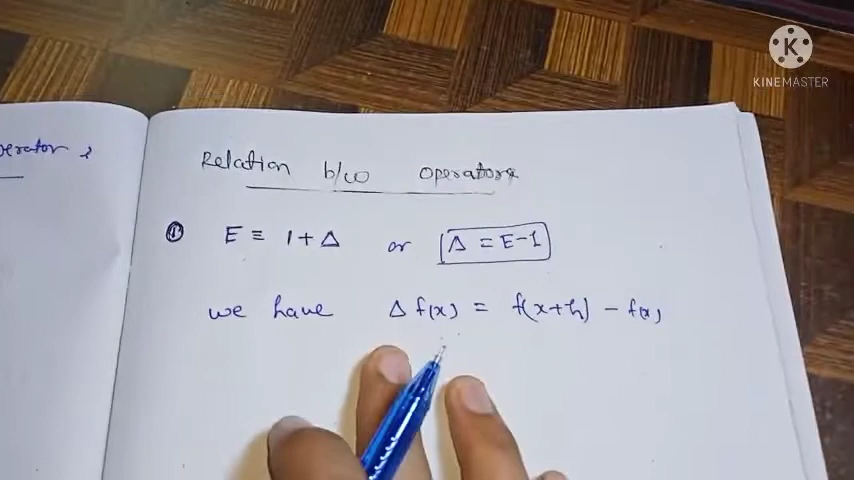 KINEMASTER
Relation b/w operators
① E ≡ 1 + Δ or Δ = E-1
we have Δ f(x) = f(x+h) - f(x)